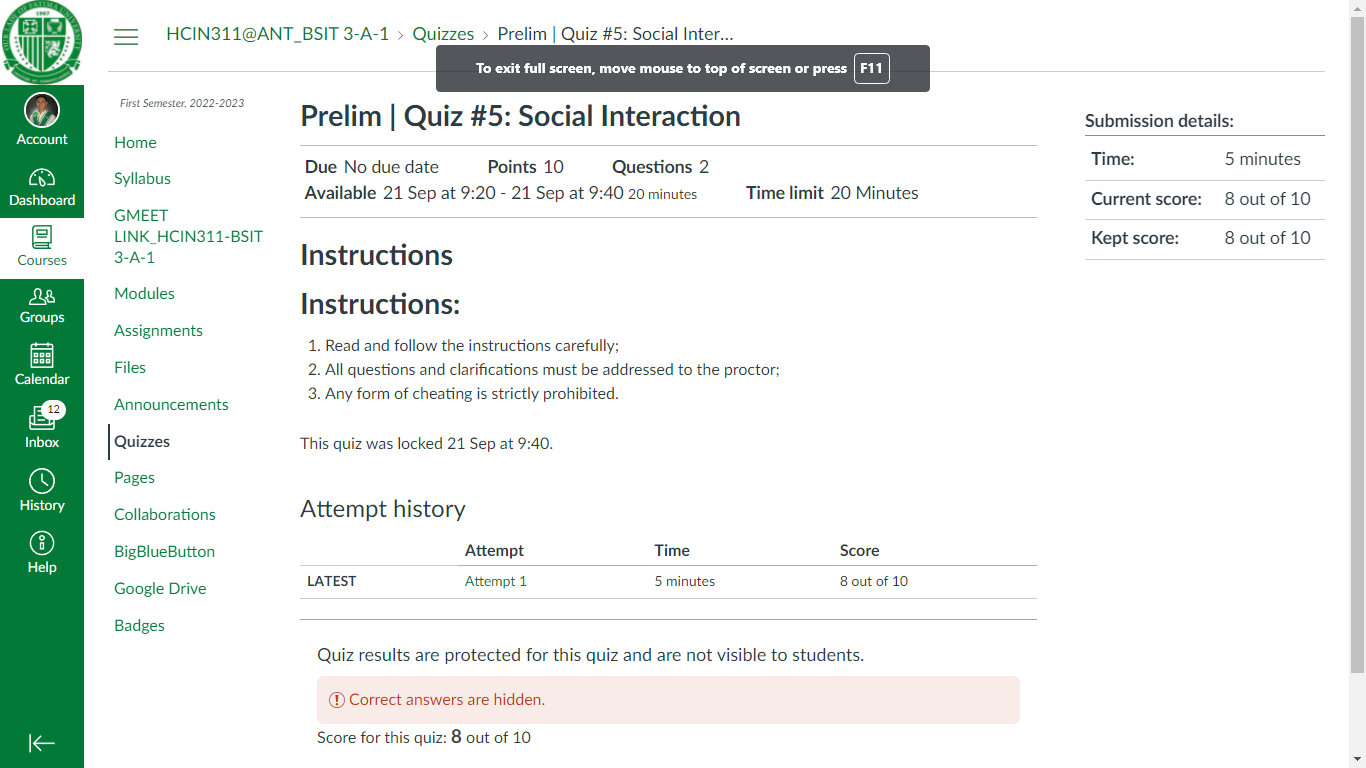 HCIN311@ANT_BSIT 3-A-1 › Quizzes › Prelim | Quiz #5: Social Inter...
To exit full screen, move mouse to top of screen or press F11
Account
Dashboard
Courses
Groups
Calendar
12
Inbox
History
Help
First Semester, 2022-2023
Home
Syllabus
GMEET
LINK_HCIN311-BSIT
3-A-1
Modules
Assignments
Files
Announcements
Quizzes
Pages
Collaborations
BigBlueButton
Google Drive
Badges
Prelim | Quiz #5: Social Interaction
Due No due date Points 10 Questions 2
Available 21 Sep at 9:20 - 21 Sep at 9:40 20 minutes Time limit 20 Minutes
Instructions
Instructions:
1. Read and follow the instructions carefully;
2. All questions and clarifications must be addressed to the proctor;
3. Any form of cheating is strictly prohibited.
This quiz was locked 21 Sep at 9:40.
Attempt history
Attempt Time Score
LATEST Attempt 1 5 minutes 8 out of 10
Quiz results are protected for this quiz and are not visible to students.
Correct answers are hidden.
Score for this quiz: 8 out of 10
Submission details:
Time: 5 minutes
Current score: 8 out of 10
Kept score: 8 out of 10